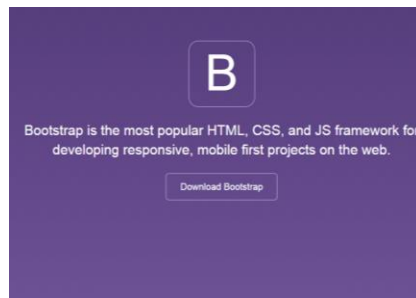 B
Bootstrap is the most popular HTML, CSS, and JS framework for
developing responsive, mobile first projects on the web.
Download Bootstrap